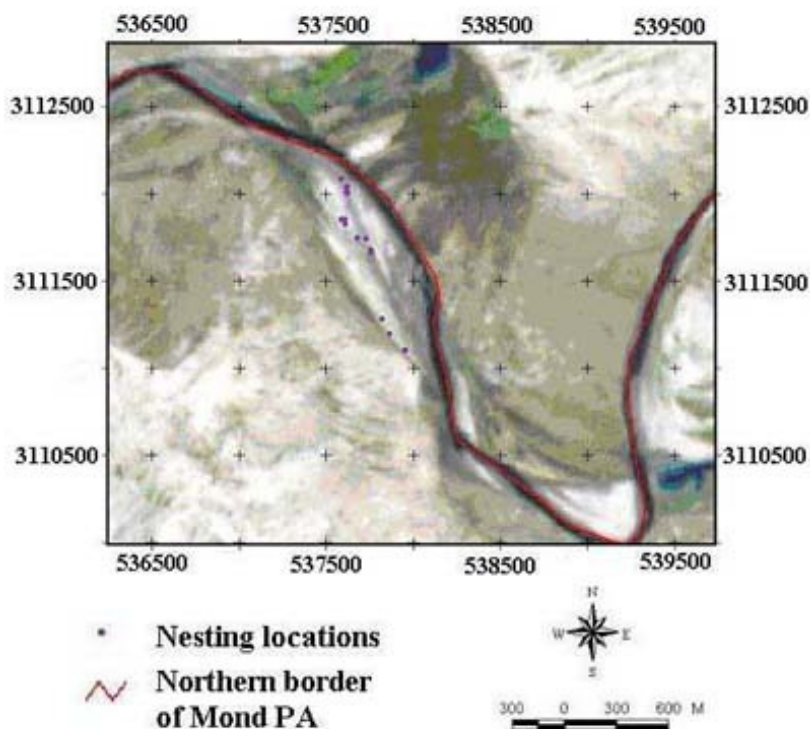 536500 537500 538500 539500
3112500 3112500
3111500 3111500
3110500 3110500
536500 537500 538500 539500
Nesting locations
Northern border
of Mond PA
N
W E
S
300 0 300 600 M